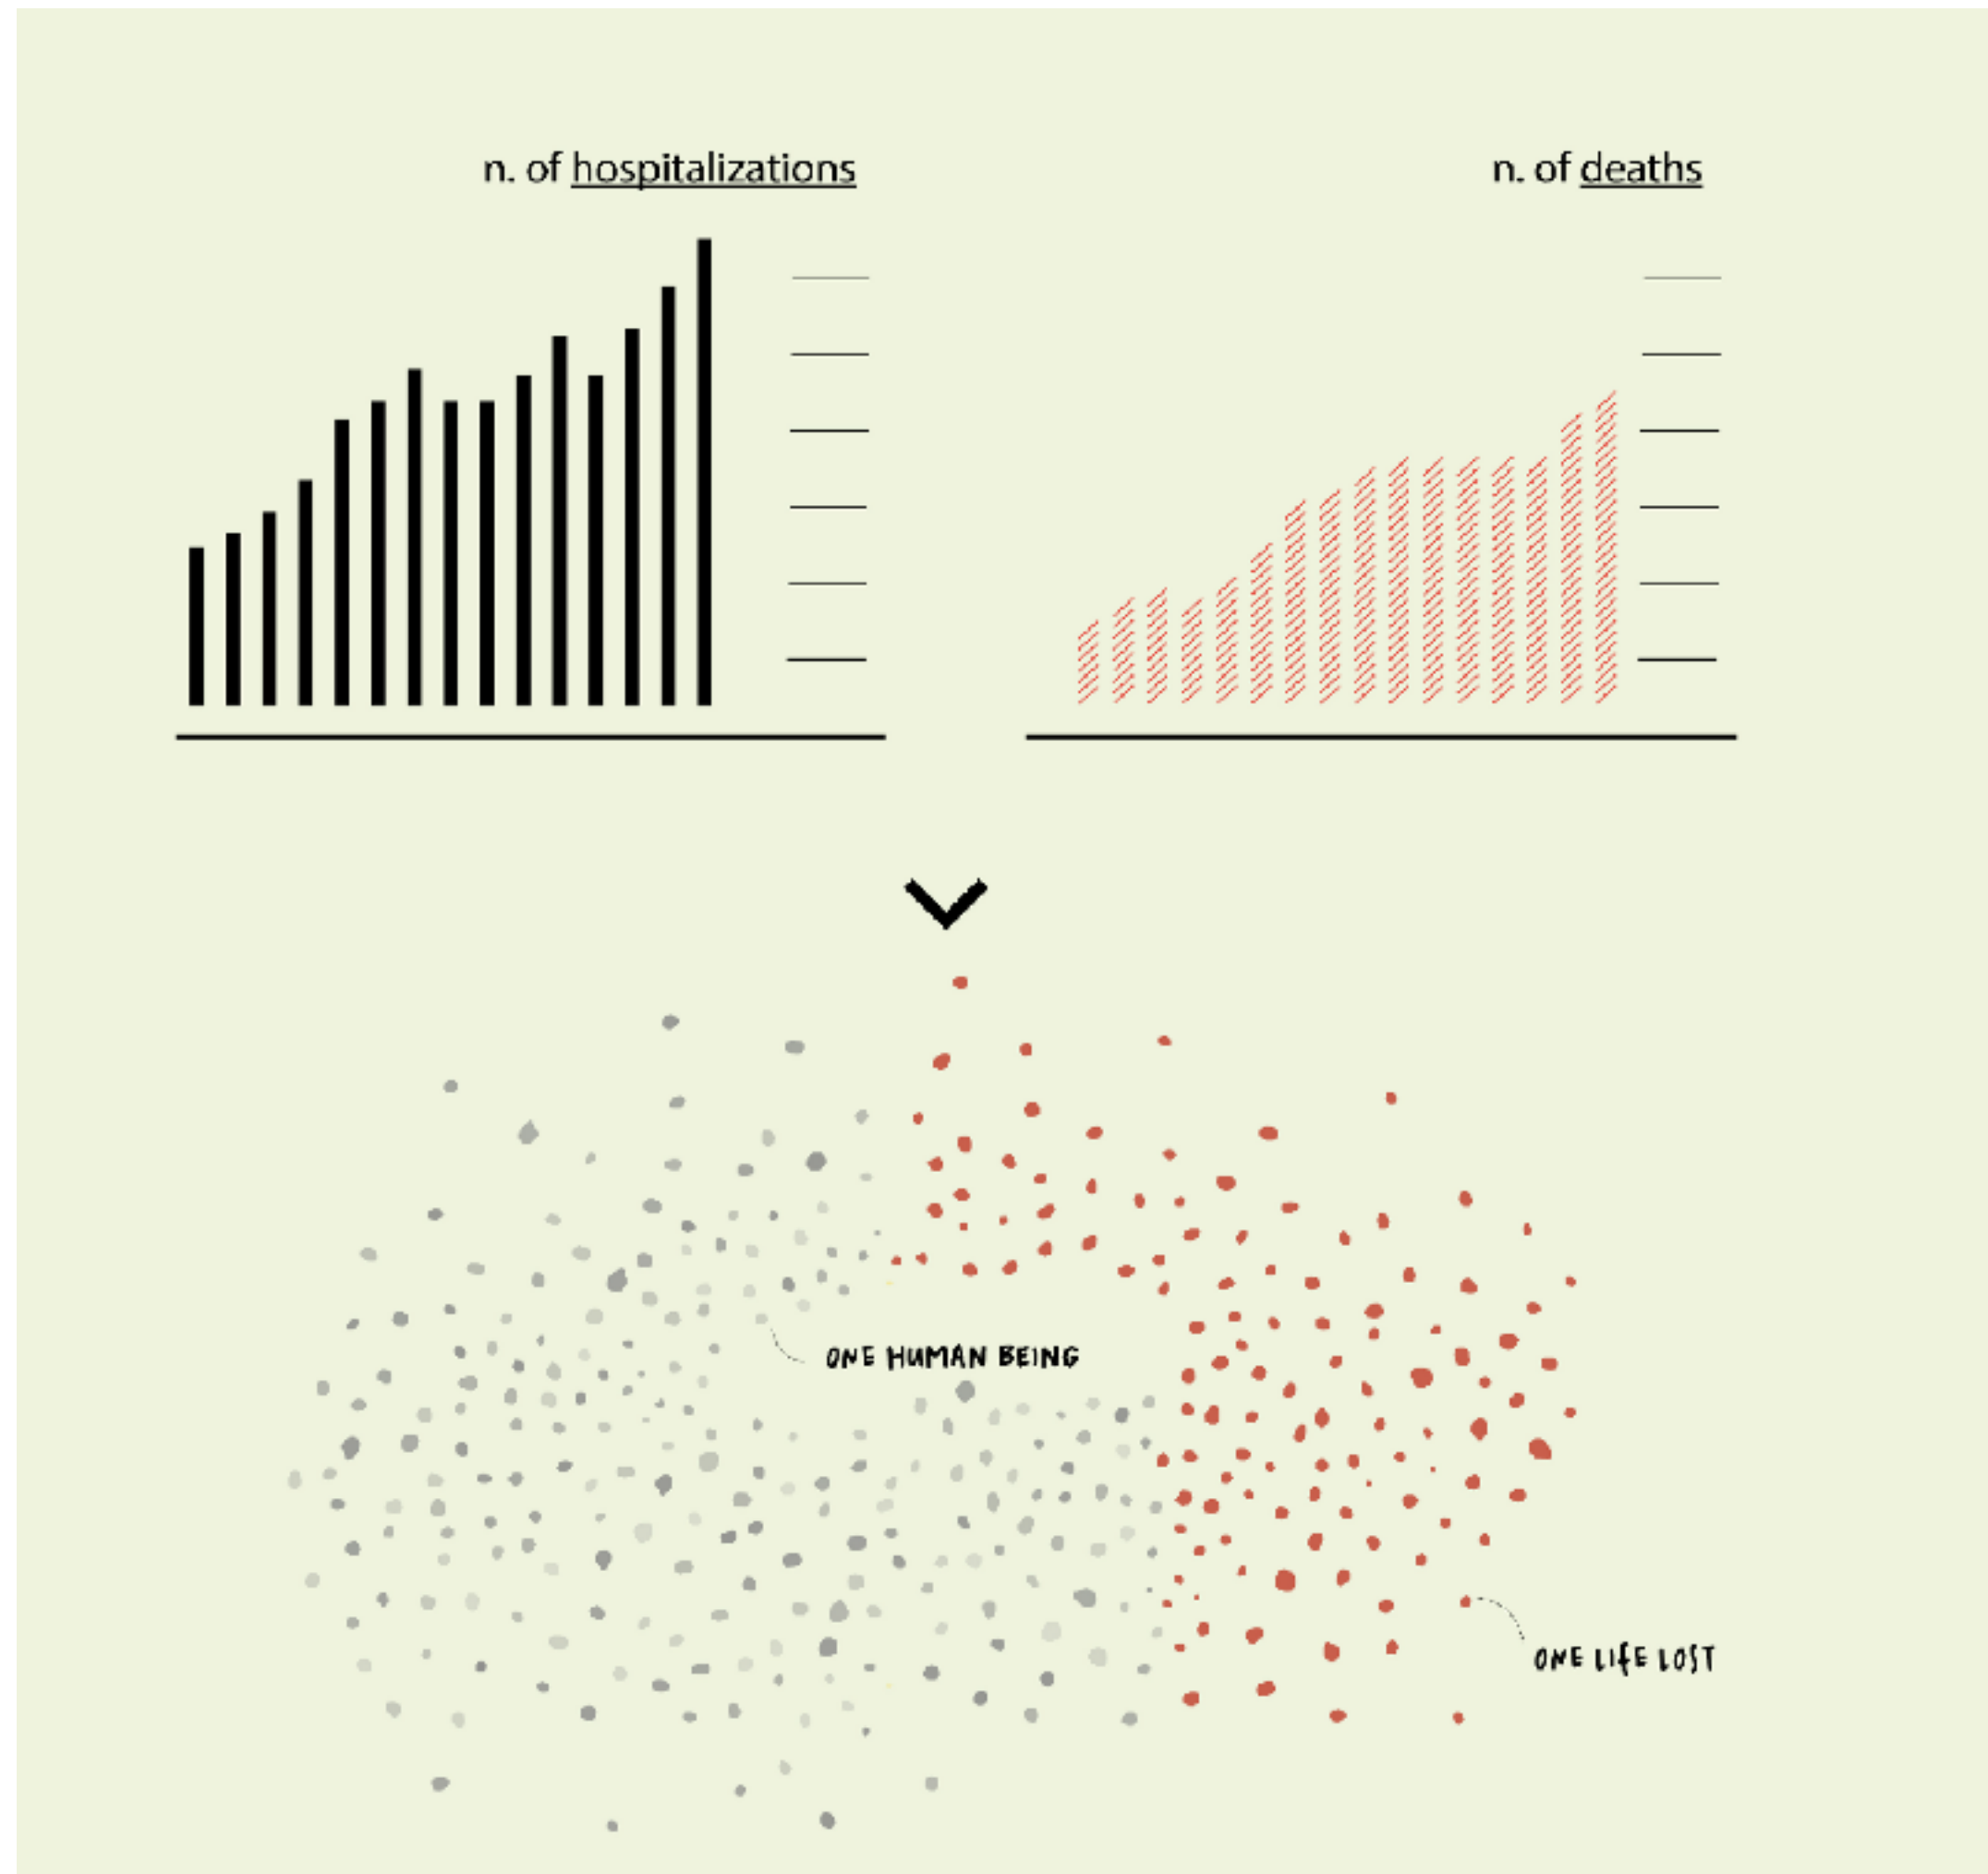 n. of hospitalizations
n. of deaths
ONE HUMAN BEING
ONE LIFE LOST